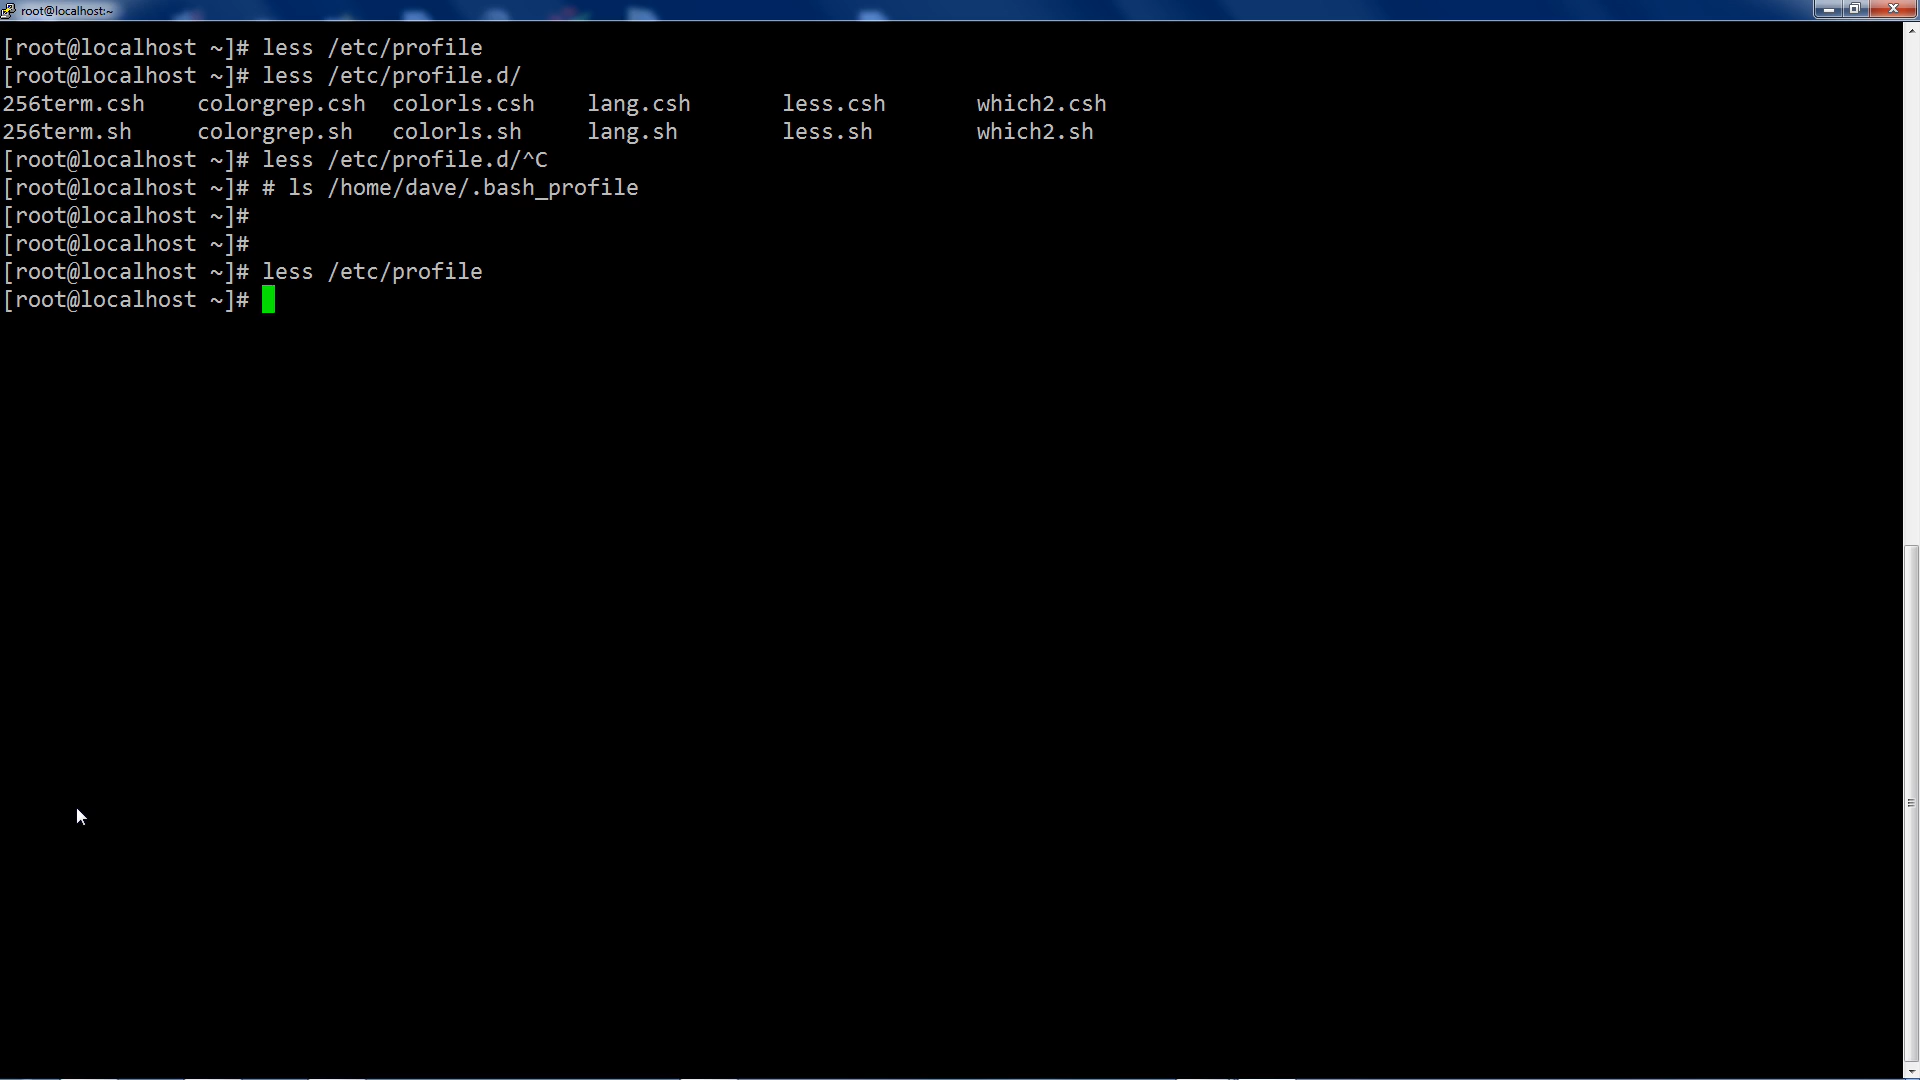 root@localhost:~
[root@localhost ~]# less /etc/profile
[root@localhost ~]# less /etc/profile.d/
256term.csh    colorgrep.csh  colorls.csh    lang.csh       less.csh       which2.csh
256term.sh     colorgrep.sh   colorls.sh     lang.sh        less.sh        which2.sh
[root@localhost ~]# less /etc/profile.d/^C
[root@localhost ~]# # ls /home/dave/.bash_profile
[root@localhost ~]#
[root@localhost ~]#
[root@localhost ~]# less /etc/profile
[root@localhost ~]#